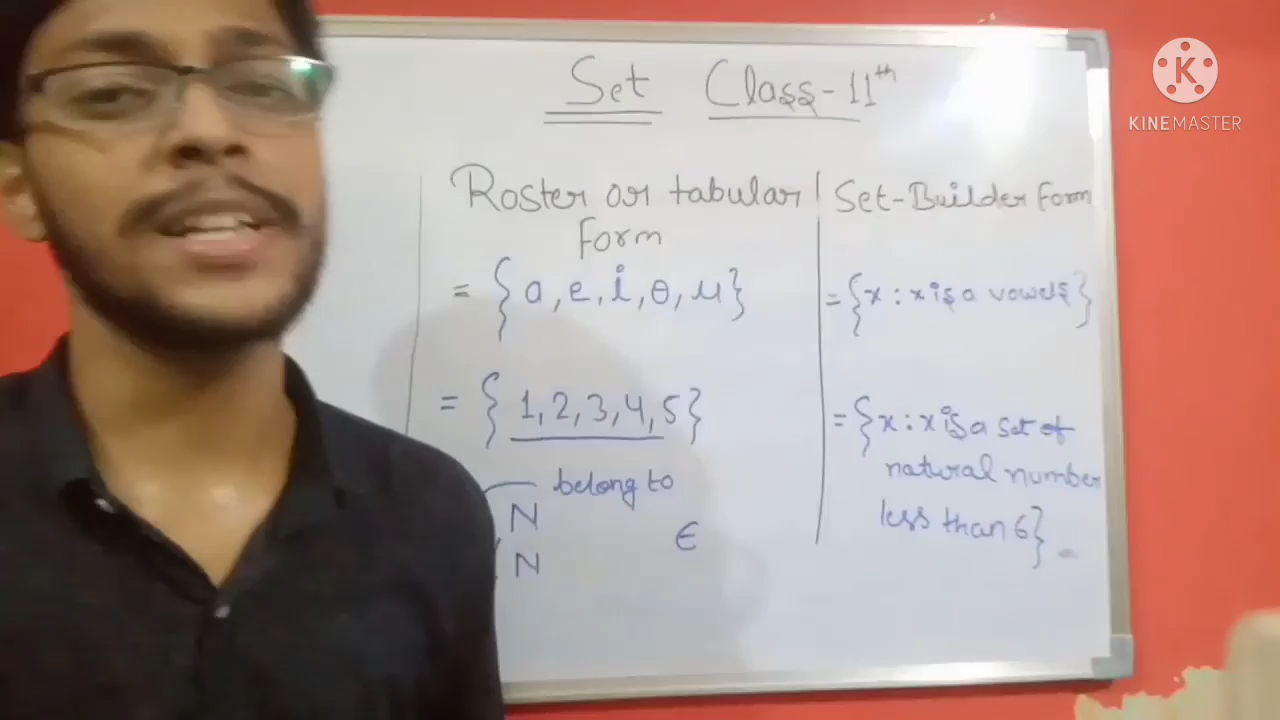 Set Class-11th
Roster or tabular
form
= {a, e, i, o, u}
= {1, 2, 3, 4, 5}
belong to
N
∈
N
Set-Builder form
={x : x is a vowels}
={x : x is a set of
natural number
less than 6}
K
KINEMASTER